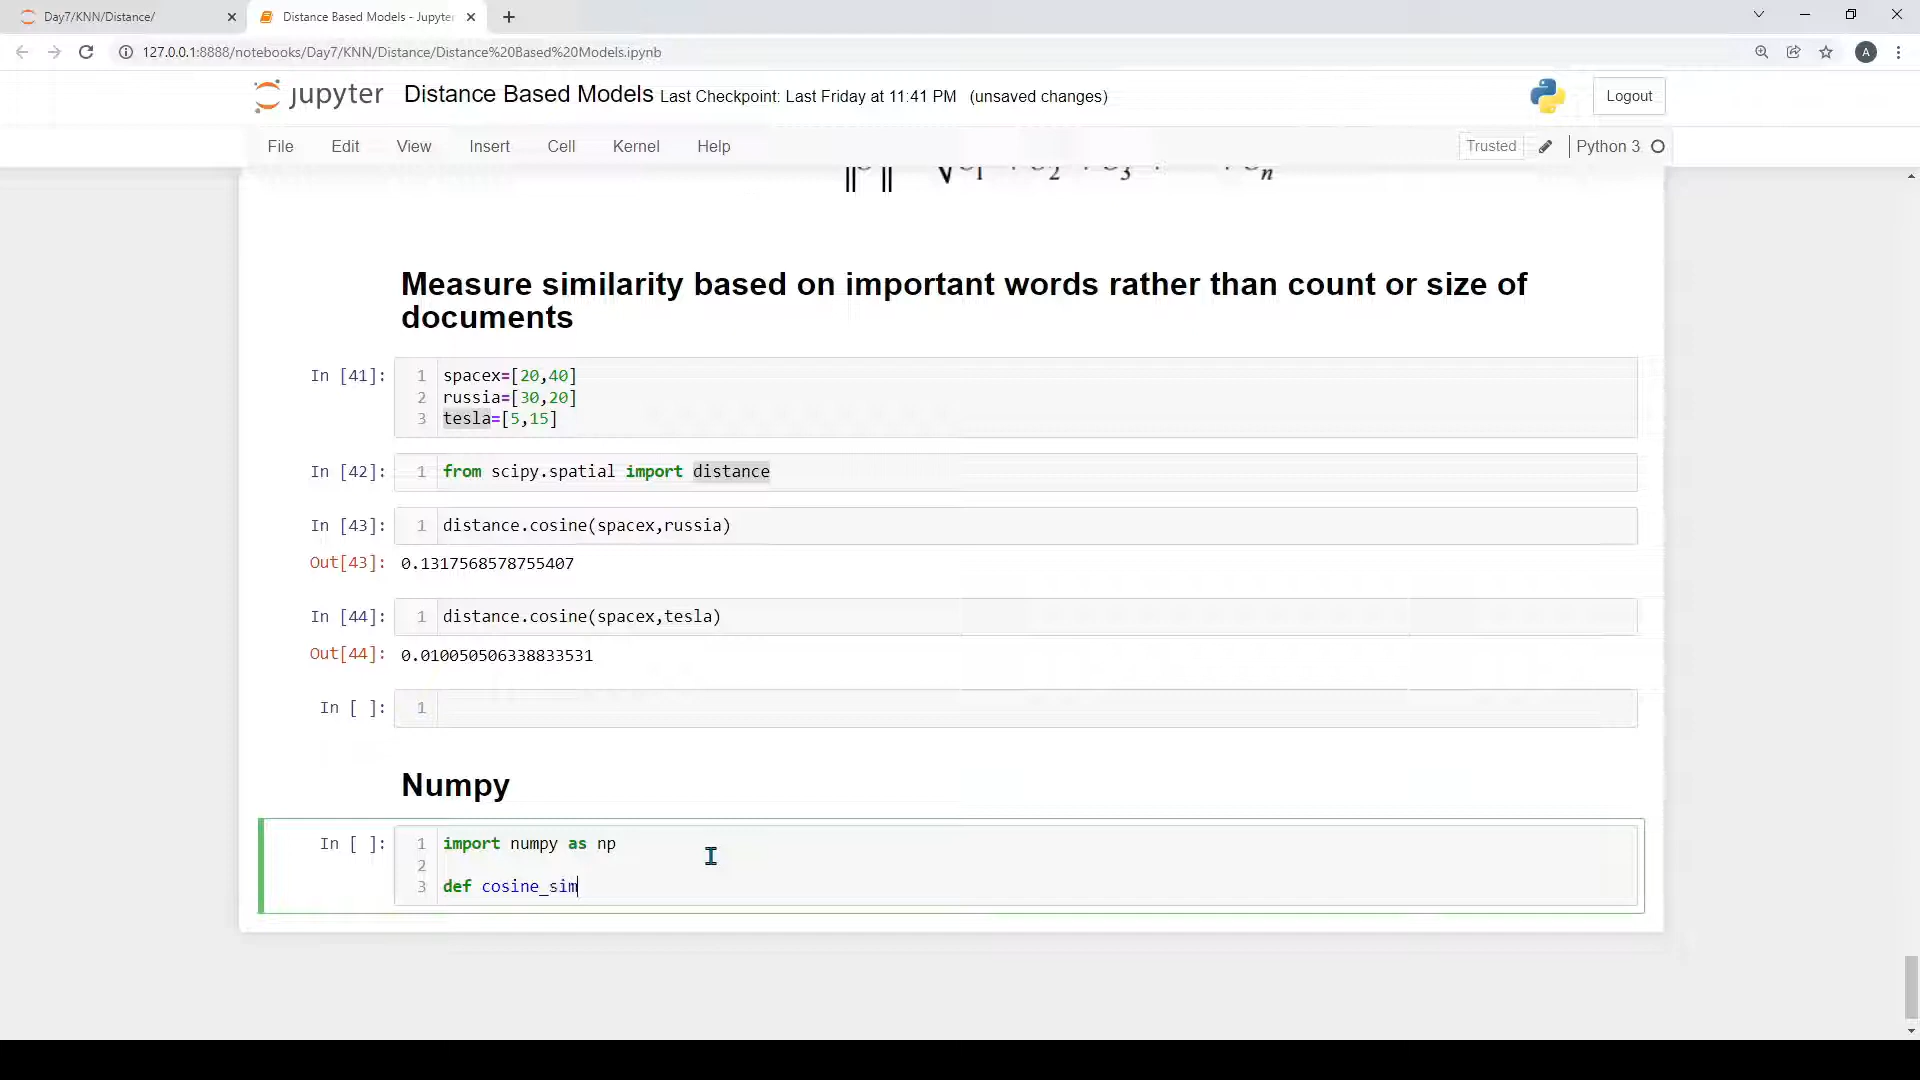 Day7/KNN/Distance/
Distance Based Models - Jupyter
127.0.0.1:8888/notebooks/Day7/KNN/Distance/Distance%20Based%20Models.ipynb
A
jupyter Distance Based Models Last Checkpoint: Last Friday at 11:41 PM (unsaved changes)
Logout
File Edit View Insert Cell Kernel Help
Trusted
Python 3
Measure similarity based on important words rather than count or size of
documents
In [41]:
1 spacex=[20,40]
2 russia=[30,20]
3 tesla=[5,15]
In [42]: 1 from scipy.spatial import distance
In [43]: 1 distance.cosine(spacex,russia)
Out[43]: 0.1317568578755407
In [44]: 1 distance.cosine(spacex,tesla)
Out[44]: 0.010050506338833531
In [ ]: 1
Numpy
In [ ]: 1 import numpy as np
2
3 def cosine_sim